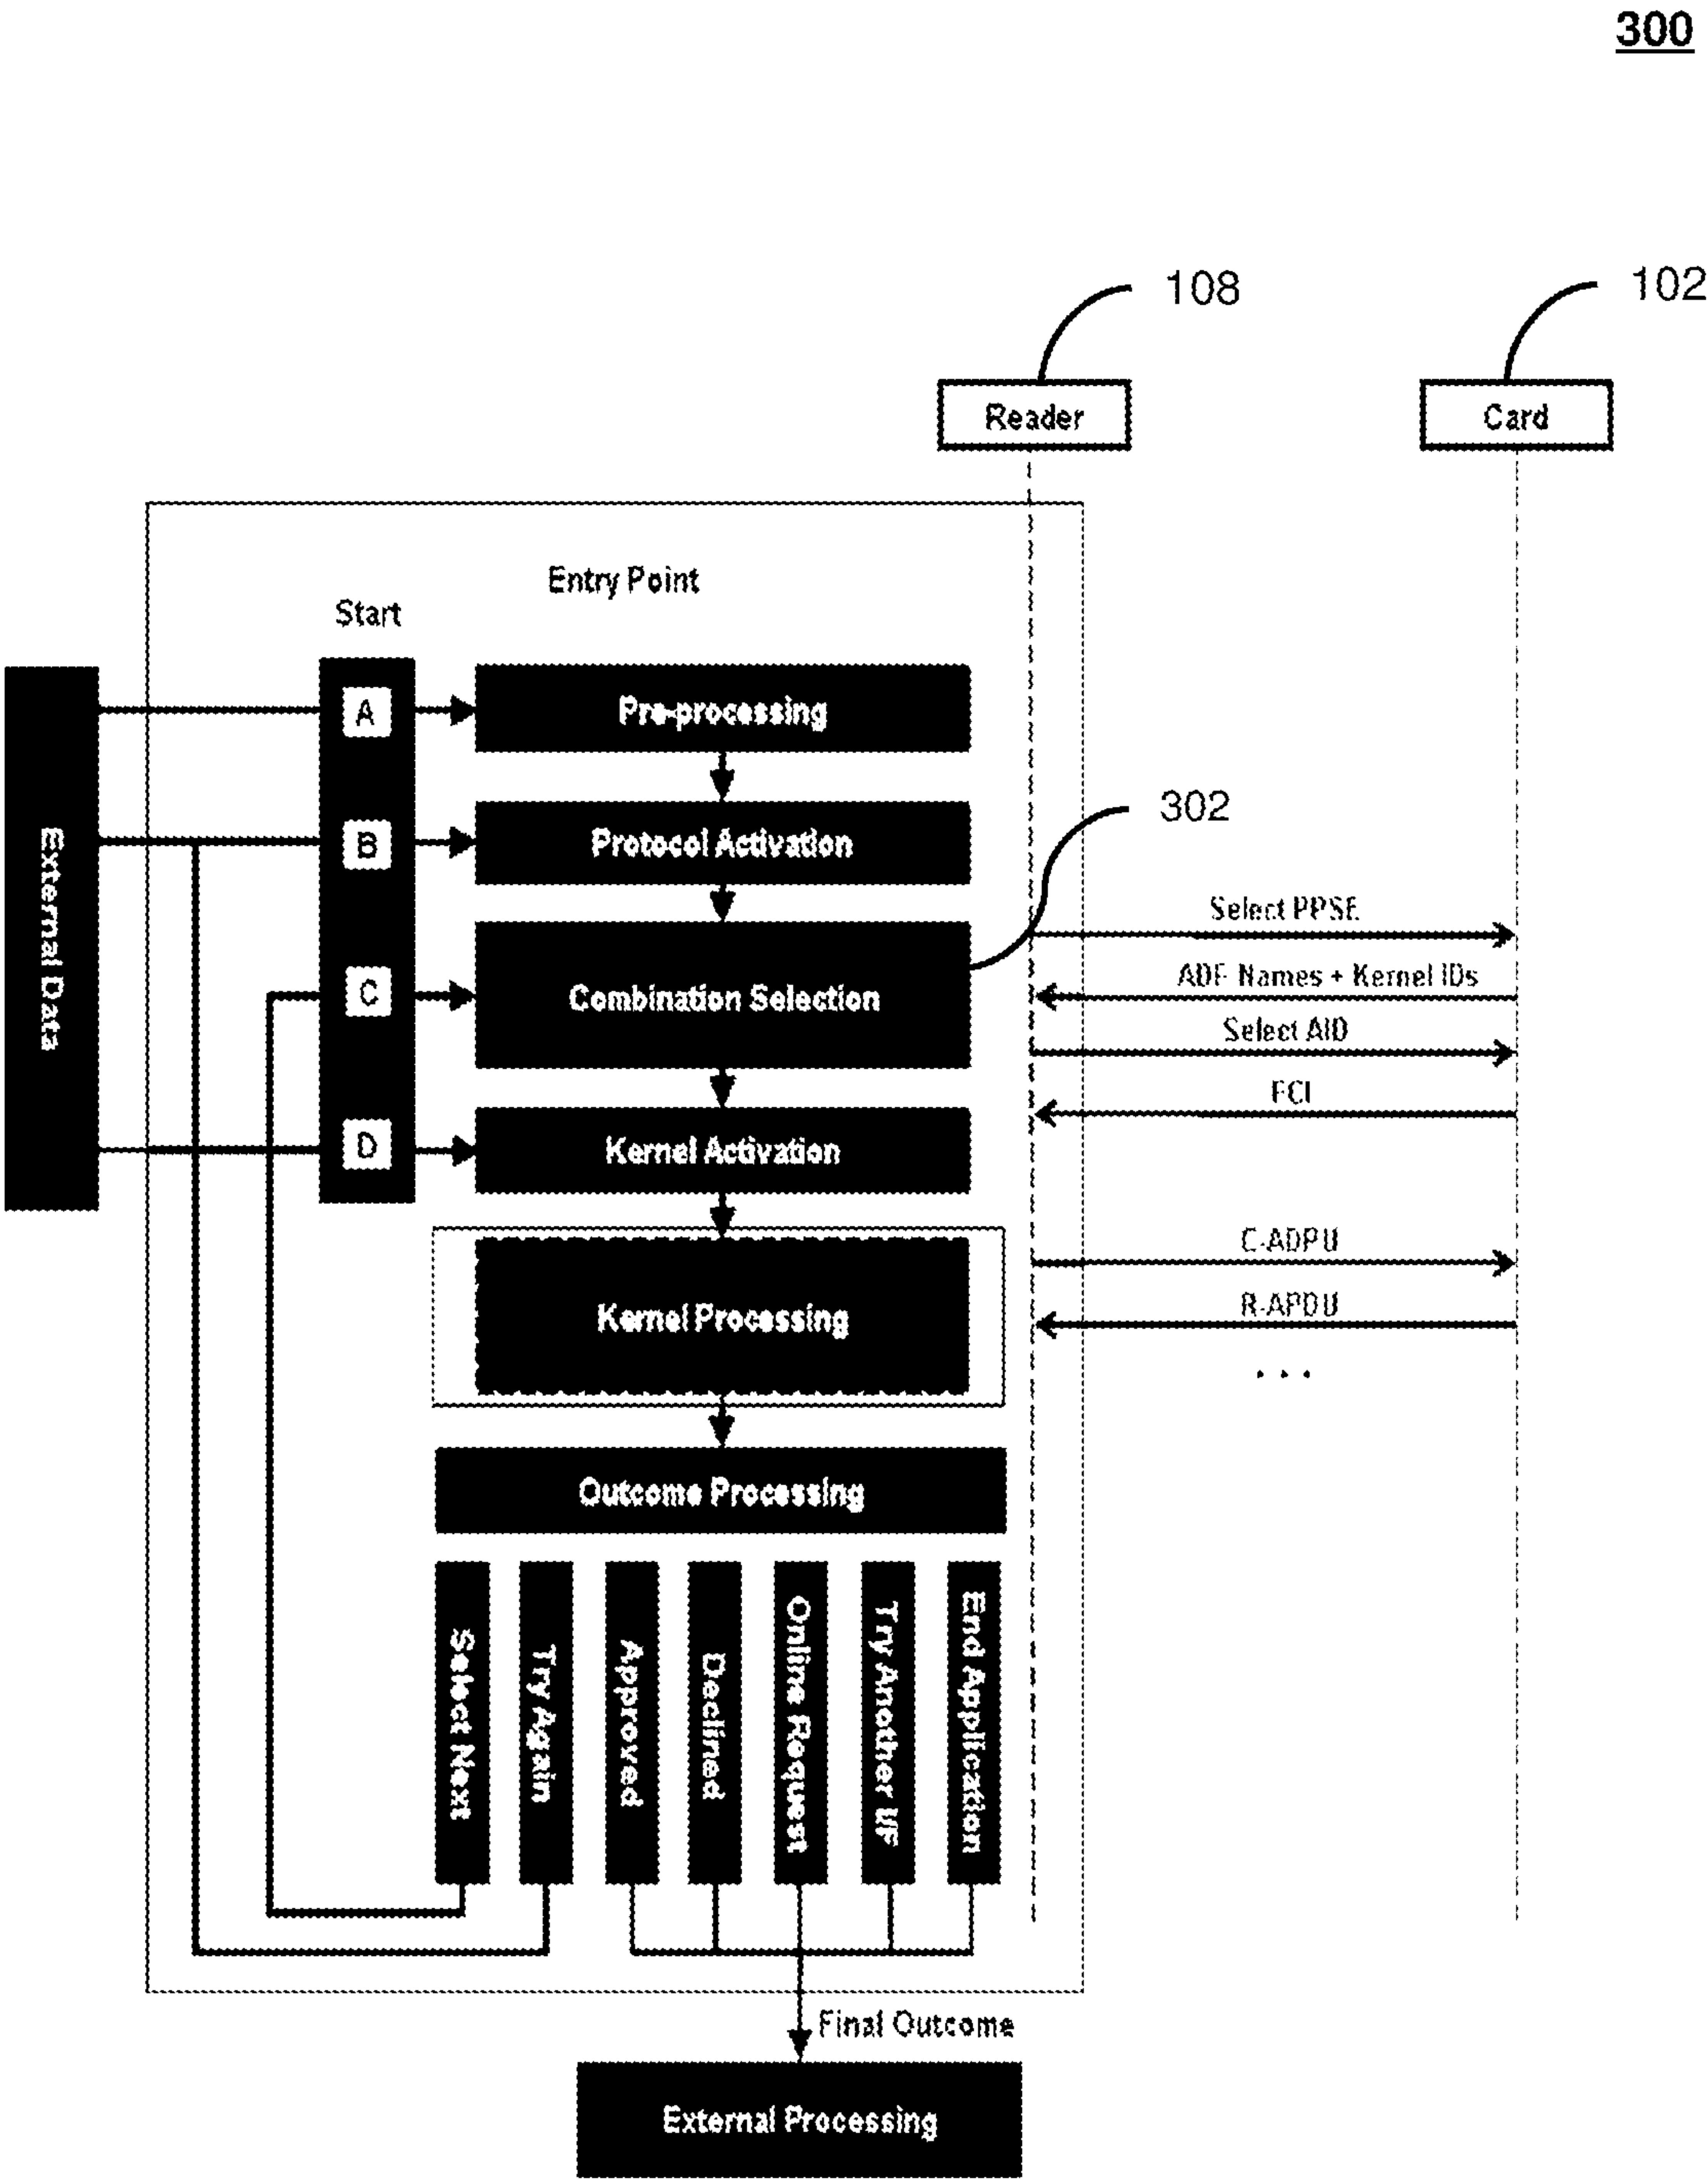 300
108
102
Reader
Card
Entry Point
Start
External Data
A
Pre-processing
B
Protocol Activation
302
Select PPSE
C
Combination Selection
ADF Names + Kernel IDs
Select AID
FCI
D
Kernel Activation
C-ADPU
Kernel Processing
R-APDU
...
Outcome Processing
Select Next
Try Again
Approved
Declined
Online Request
Try Another I/F
End Application
Final Outcome
External Processing